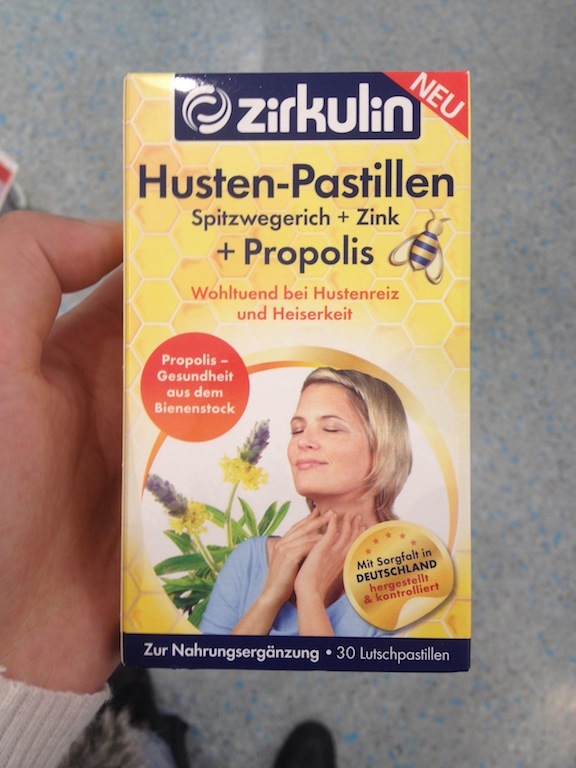 zirkulin
NEU
Husten-Pastillen
Spitzwegerich + Zink
+ Propolis
Wohltuend bei Hustenreiz
und Heiserkeit
Propolis –
Gesundheit
aus dem
Bienenstock
Mit Sorgfalt in
DEUTSCHLAND
hergestellt
& kontrolliert
Zur Nahrungsergänzung • 30 Lutschpastillen